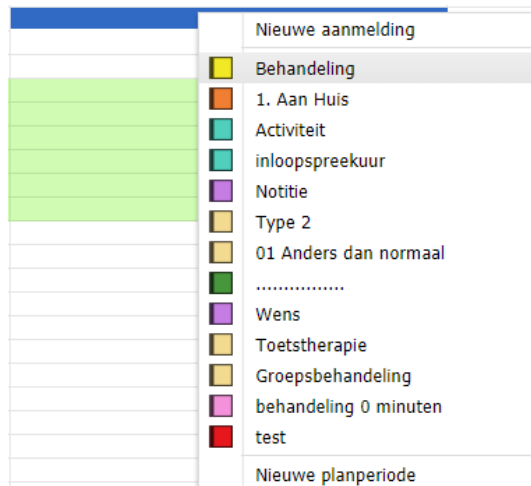 Nieuwe aanmelding
Behandeling
1. Aan Huis
Activiteit
inloopspreekuur
Notitie
Type 2
01 Anders dan normaal
................
Wens
Toetstherapie
Groepsbehandeling
behandeling 0 minuten
test
Nieuwe planperiode